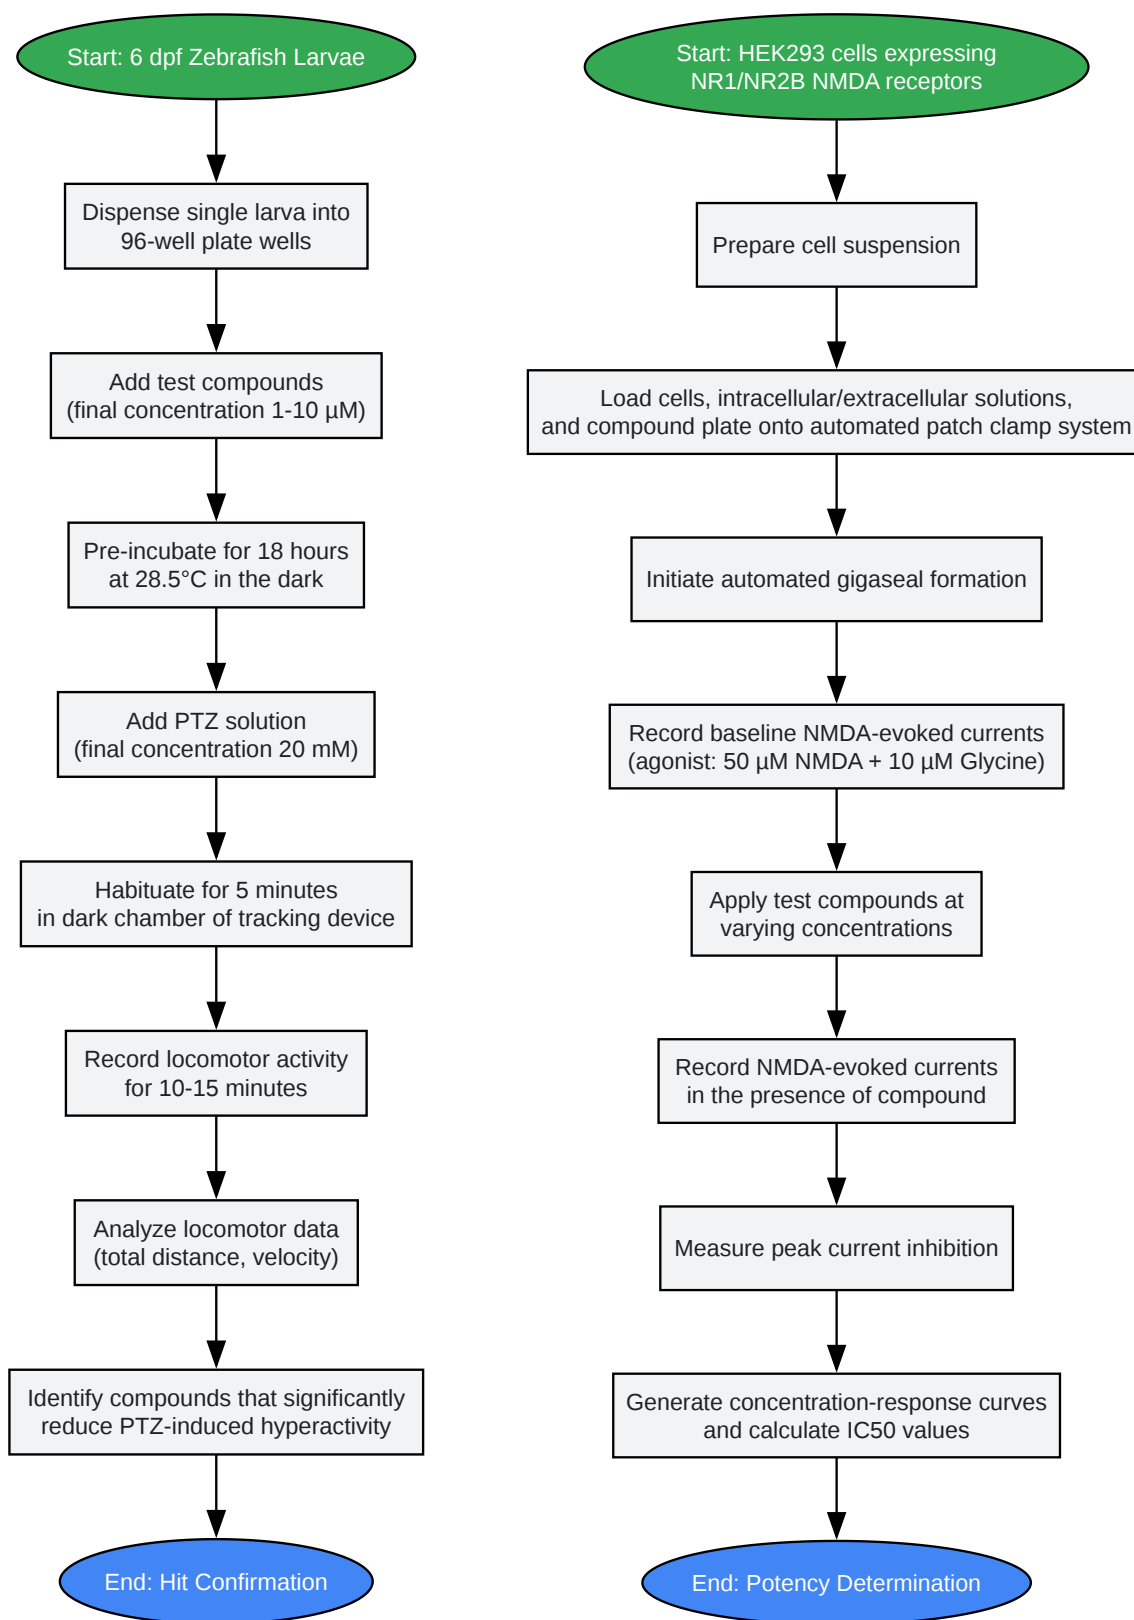 Start: 6 dpf Zebrafish Larvae
Dispense single larva into
96-well plate wells
Add test compounds
(final concentration 1-10 µM)
Pre-incubate for 18 hours
at 28.5°C in the dark
Add PTZ solution
(final concentration 20 mM)
Habituate for 5 minutes
in dark chamber of tracking device
Record locomotor activity
for 10-15 minutes
Analyze locomotor data
(total distance, velocity)
Identify compounds that significantly
reduce PTZ-induced hyperactivity
End: Hit Confirmation
Start: HEK293 cells expressing
NR1/NR2B NMDA receptors
Prepare cell suspension
Load cells, intracellular/extracellular solutions,
and compound plate onto automated patch clamp system
Initiate automated gigaseal formation
Record baseline NMDA-evoked currents
(agonist: 50 µM NMDA + 10 µM Glycine)
Apply test compounds at
varying concentrations
Record NMDA-evoked currents
in the presence of compound
Measure peak current inhibition
Generate concentration-response curves
and calculate IC50 values
End: Potency Determination